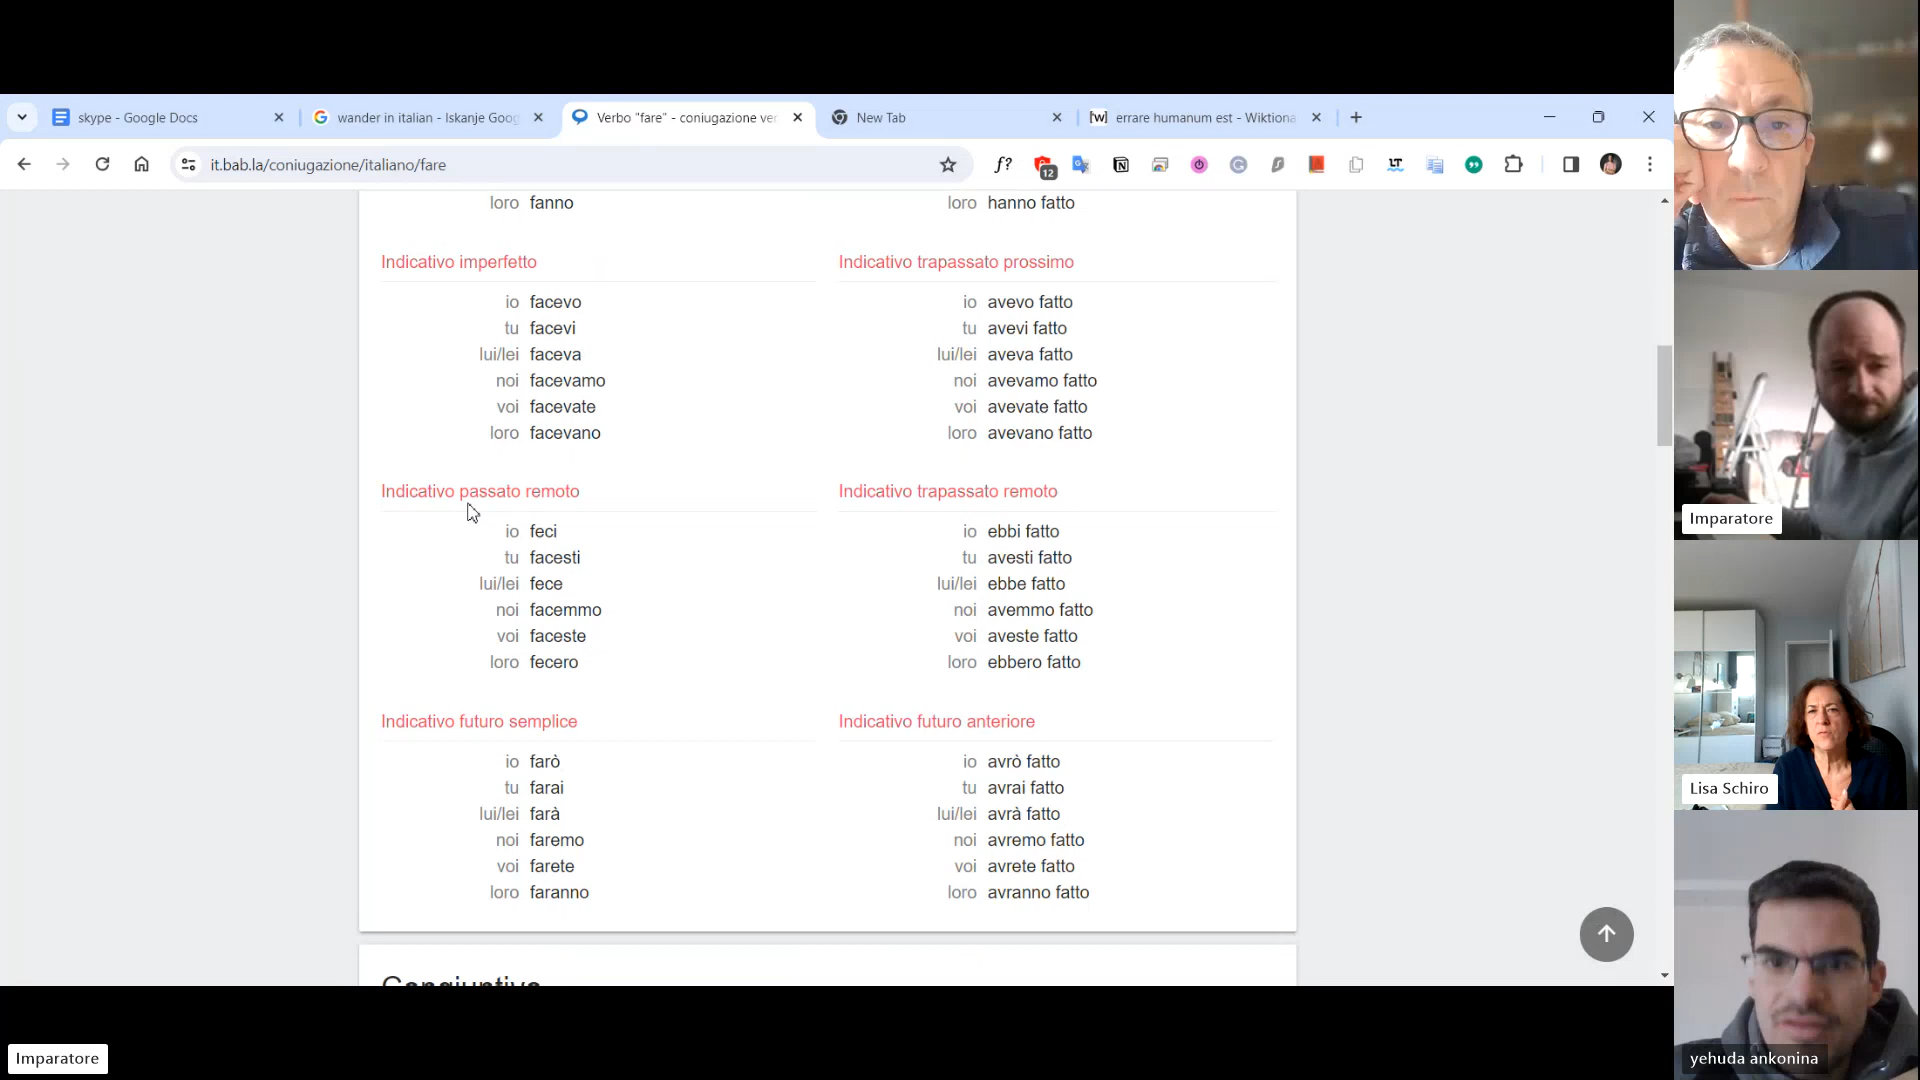 skype - Google Docs
wander in italian - Iskanje Goog
Verbo "fare" - coniugazione ver
New Tab
errare humanum est - Wiktiona
it.bab.la/coniugazione/italiano/fare
12
loro fanno
loro hanno fatto
Indicativo imperfetto
io facevo
tu facevi
lui/lei faceva
noi facevamo
voi facevate
loro facevano
Indicativo trapassato prossimo
io avevo fatto
tu avevi fatto
lui/lei aveva fatto
noi avevamo fatto
voi avevate fatto
loro avevano fatto
Indicativo passato remoto
io feci
tu facesti
lui/lei fece
noi facemmo
voi faceste
loro fecero
Indicativo trapassato remoto
io ebbi fatto
tu avesti fatto
lui/lei ebbe fatto
noi avemmo fatto
voi aveste fatto
loro ebbero fatto
Indicativo futuro semplice
io farò
tu farai
lui/lei farà
noi faremo
voi farete
loro faranno
Indicativo futuro anteriore
io avrò fatto
tu avrai fatto
lui/lei avrà fatto
noi avremo fatto
voi avrete fatto
loro avranno fatto
Congiuntivo
Imparatore
Lisa Schiro
yehuda ankonina
Imparatore